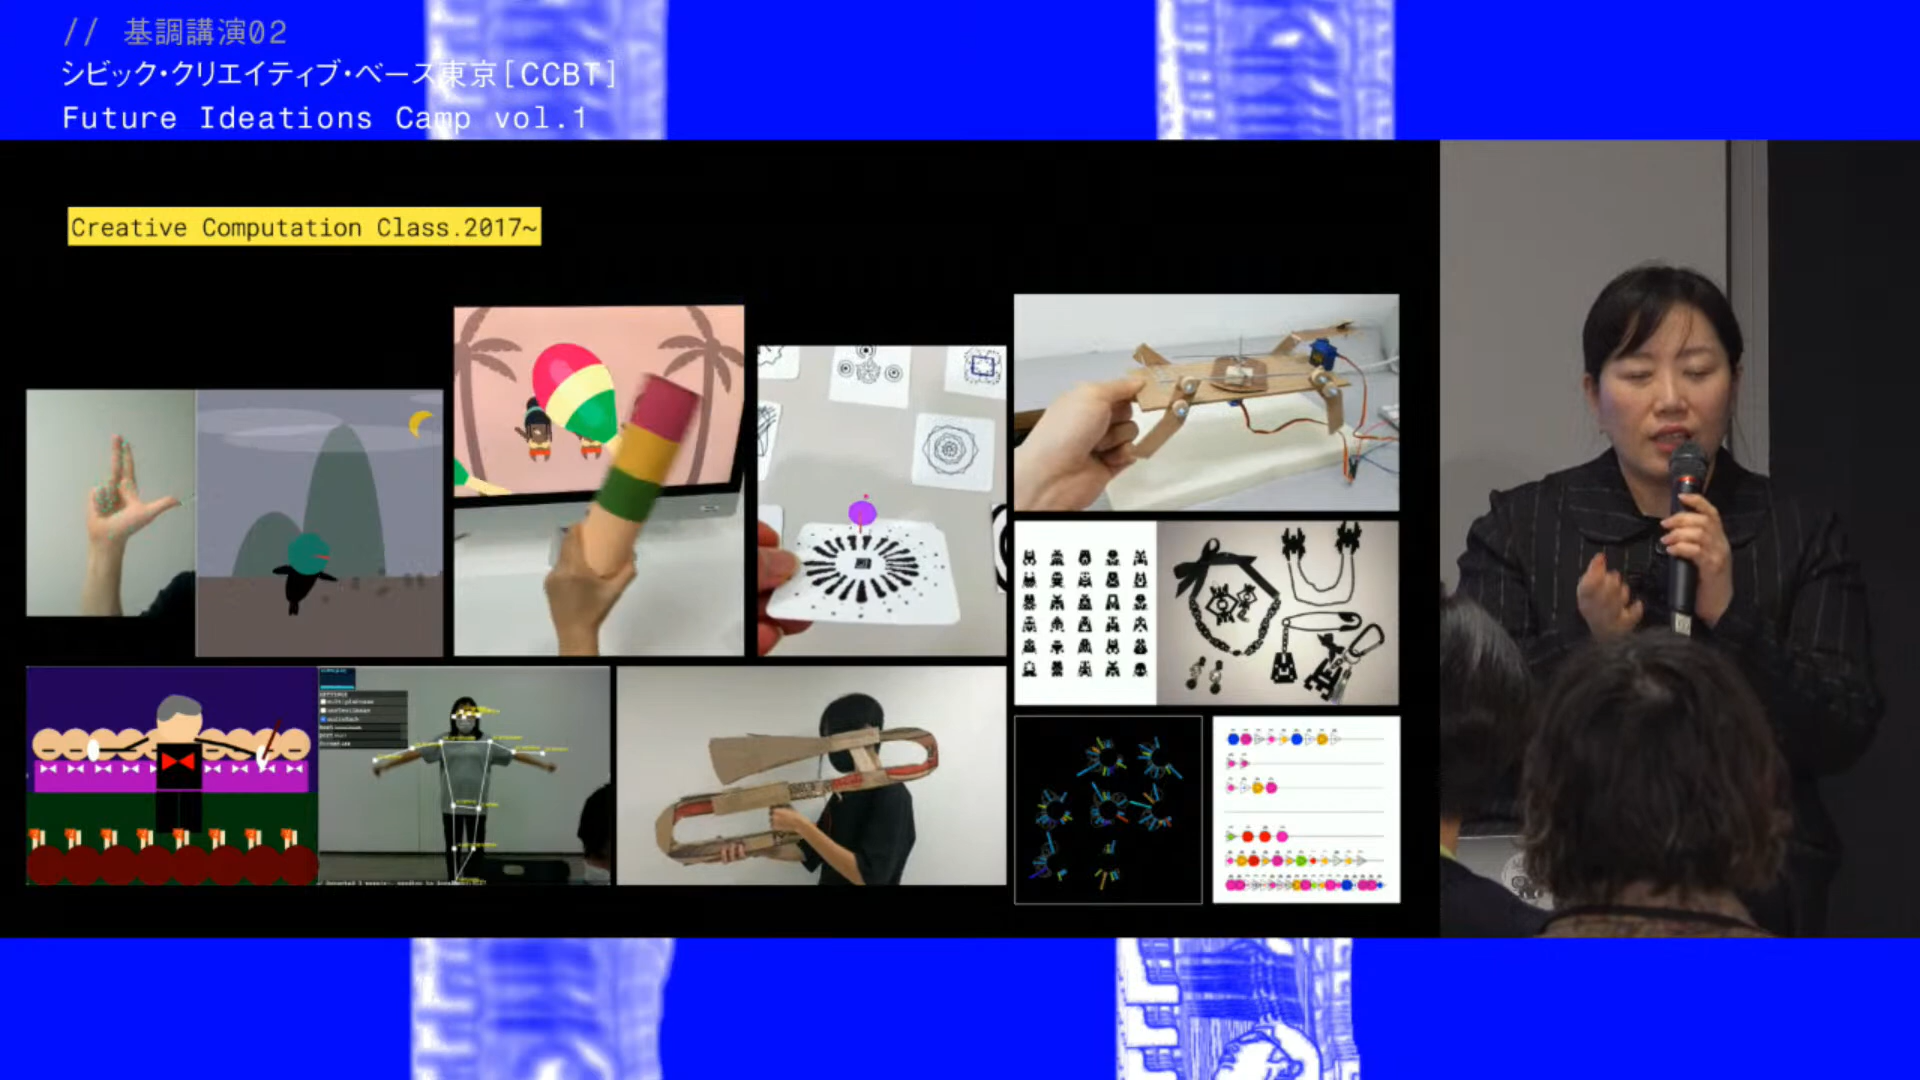 // 基調講演02
シビック・クリエイティブ・ベース東京[CCBT]
Future Ideations Camp vol.1
Creative Computation Class.2017~